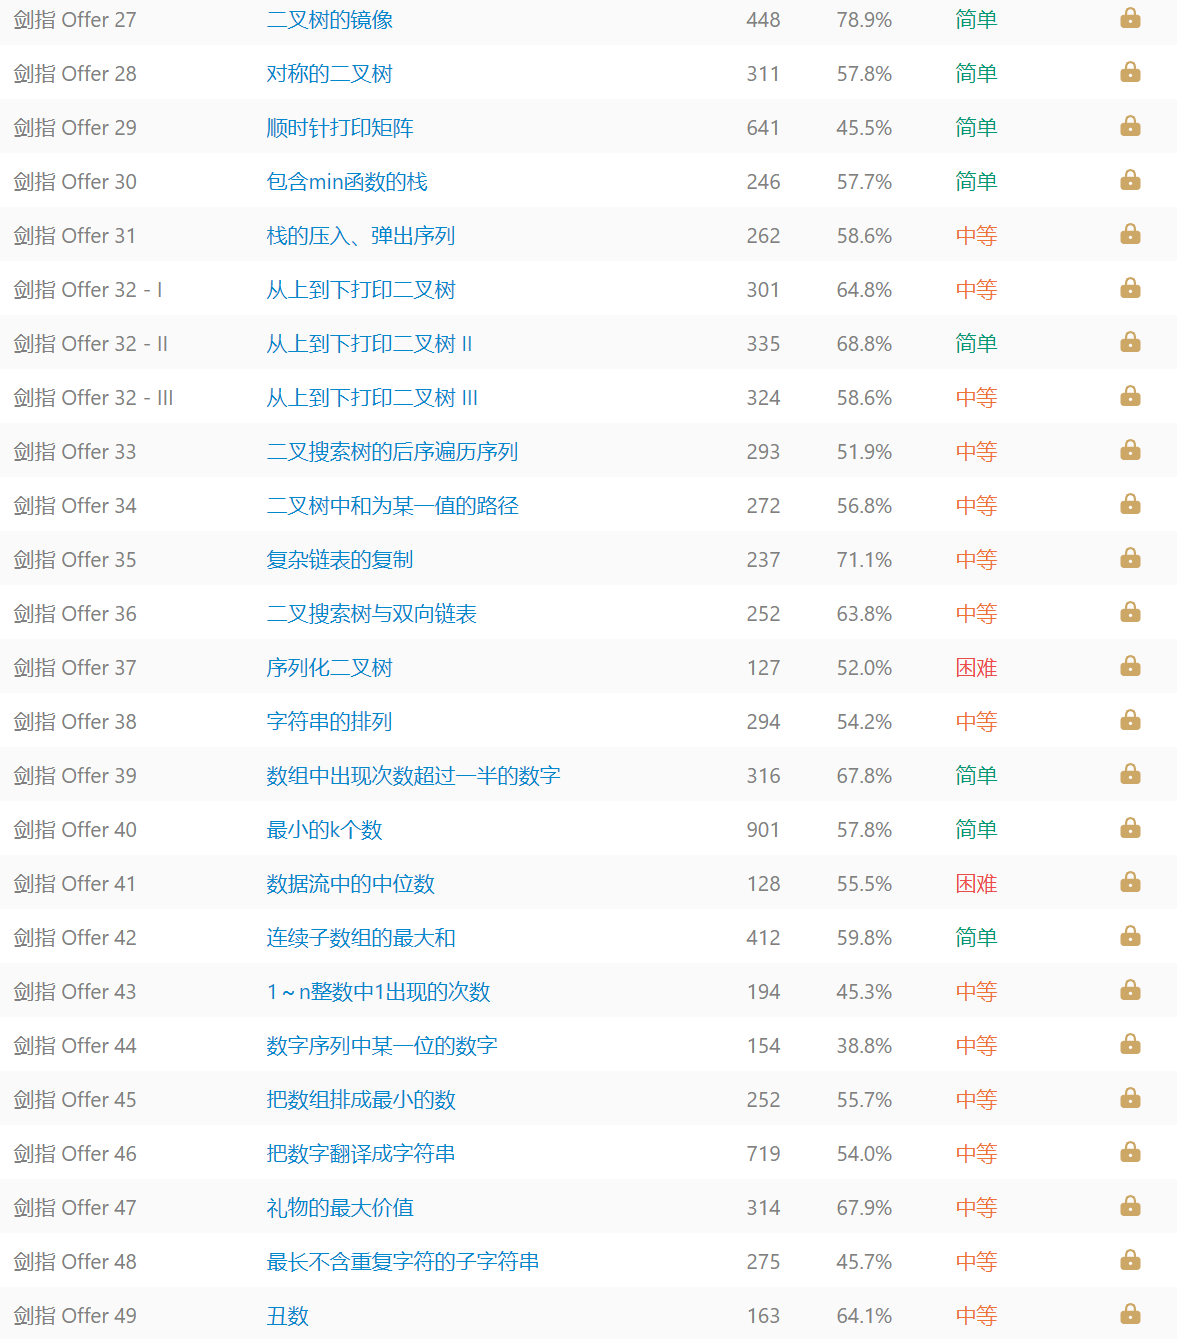 剑指 Offer 27 二叉树的镜像 448 78.9% 简单
剑指 Offer 28 对称的二叉树 311 57.8% 简单
剑指 Offer 29 顺时针打印矩阵 641 45.5% 简单
剑指 Offer 30 包含min函数的栈 246 57.7% 简单
剑指 Offer 31 栈的压入、弹出序列 262 58.6% 中等
剑指 Offer 32 - I 从上到下打印二叉树 301 64.8% 中等
剑指 Offer 32 - II 从上到下打印二叉树 II 335 68.8% 简单
剑指 Offer 32 - III 从上到下打印二叉树 III 324 58.6% 中等
剑指 Offer 33 二叉搜索树的后序遍历序列 293 51.9% 中等
剑指 Offer 34 二叉树中和为某一值的路径 272 56.8% 中等
剑指 Offer 35 复杂链表的复制 237 71.1% 中等
剑指 Offer 36 二叉搜索树与双向链表 252 63.8% 中等
剑指 Offer 37 序列化二叉树 127 52.0% 困难
剑指 Offer 38 字符串的排列 294 54.2% 中等
剑指 Offer 39 数组中出现次数超过一半的数字 316 67.8% 简单
剑指 Offer 40 最小的k个数 901 57.8% 简单
剑指 Offer 41 数据流中的中位数 128 55.5% 困难
剑指 Offer 42 连续子数组的最大和 412 59.8% 简单
剑指 Offer 43 1~n整数中1出现的次数 194 45.3% 中等
剑指 Offer 44 数字序列中某一位的数字 154 38.8% 中等
剑指 Offer 45 把数组排成最小的数 252 55.7% 中等
剑指 Offer 46 把数字翻译成字符串 719 54.0% 中等
剑指 Offer 47 礼物的最大价值 314 67.9% 中等
剑指 Offer 48 最长不含重复字符的子字符串 275 45.7% 中等
剑指 Offer 49 丑数 163 64.1% 中等